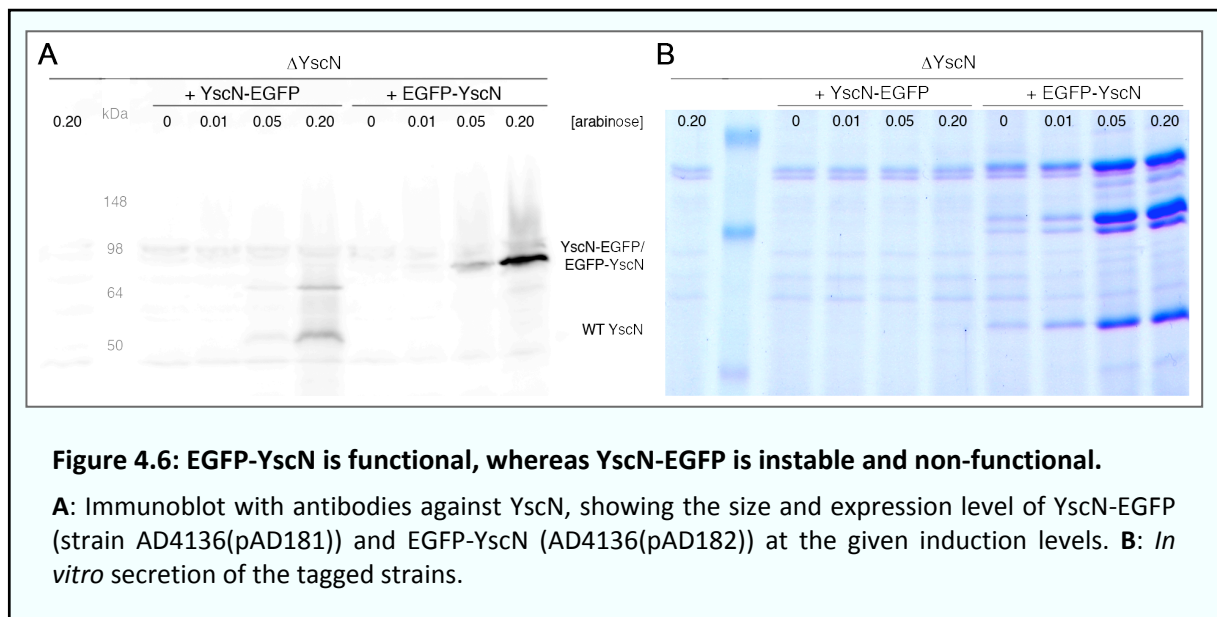 A
ΔYscN
+ YscN-EGFP + EGFP-YscN
0.20 kDa 0 0.01 0.05 0.20 0 0.01 0.05 0.20 [arabinose]
148
98
64
50
YscN-EGFP/
EGFP-YscN
WT YscN
B
ΔYscN
+ YscN-EGFP + EGFP-YscN
0.20 0 0.01 0.05 0.20 0 0.01 0.05 0.20
Figure 4.6: EGFP-YscN is functional, whereas YscN-EGFP is instable and non-functional.
A: Immunoblot with antibodies against YscN, showing the size and expression level of YscN-EGFP
(strain AD4136(pAD181)) and EGFP-YscN (AD4136(pAD182)) at the given induction levels. B: In
vitro secretion of the tagged strains.